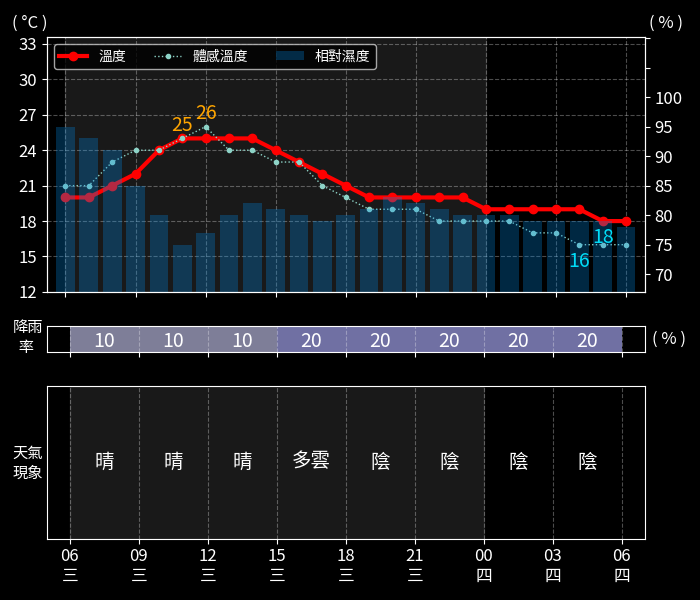 ( °C )
( % )
溫度
體感溫度
相對濕度
33
30
27
24
21
18
15
12
100
95
90
85
80
75
70
25
26
18
16
降雨
率
10
10
10
20
20
20
20
20
( % )
天氣
現象
晴
晴
晴
多雲
陰
陰
陰
陰
06
09
12
15
18
21
00
03
06
三
三
三
三
三
三
四
四
四